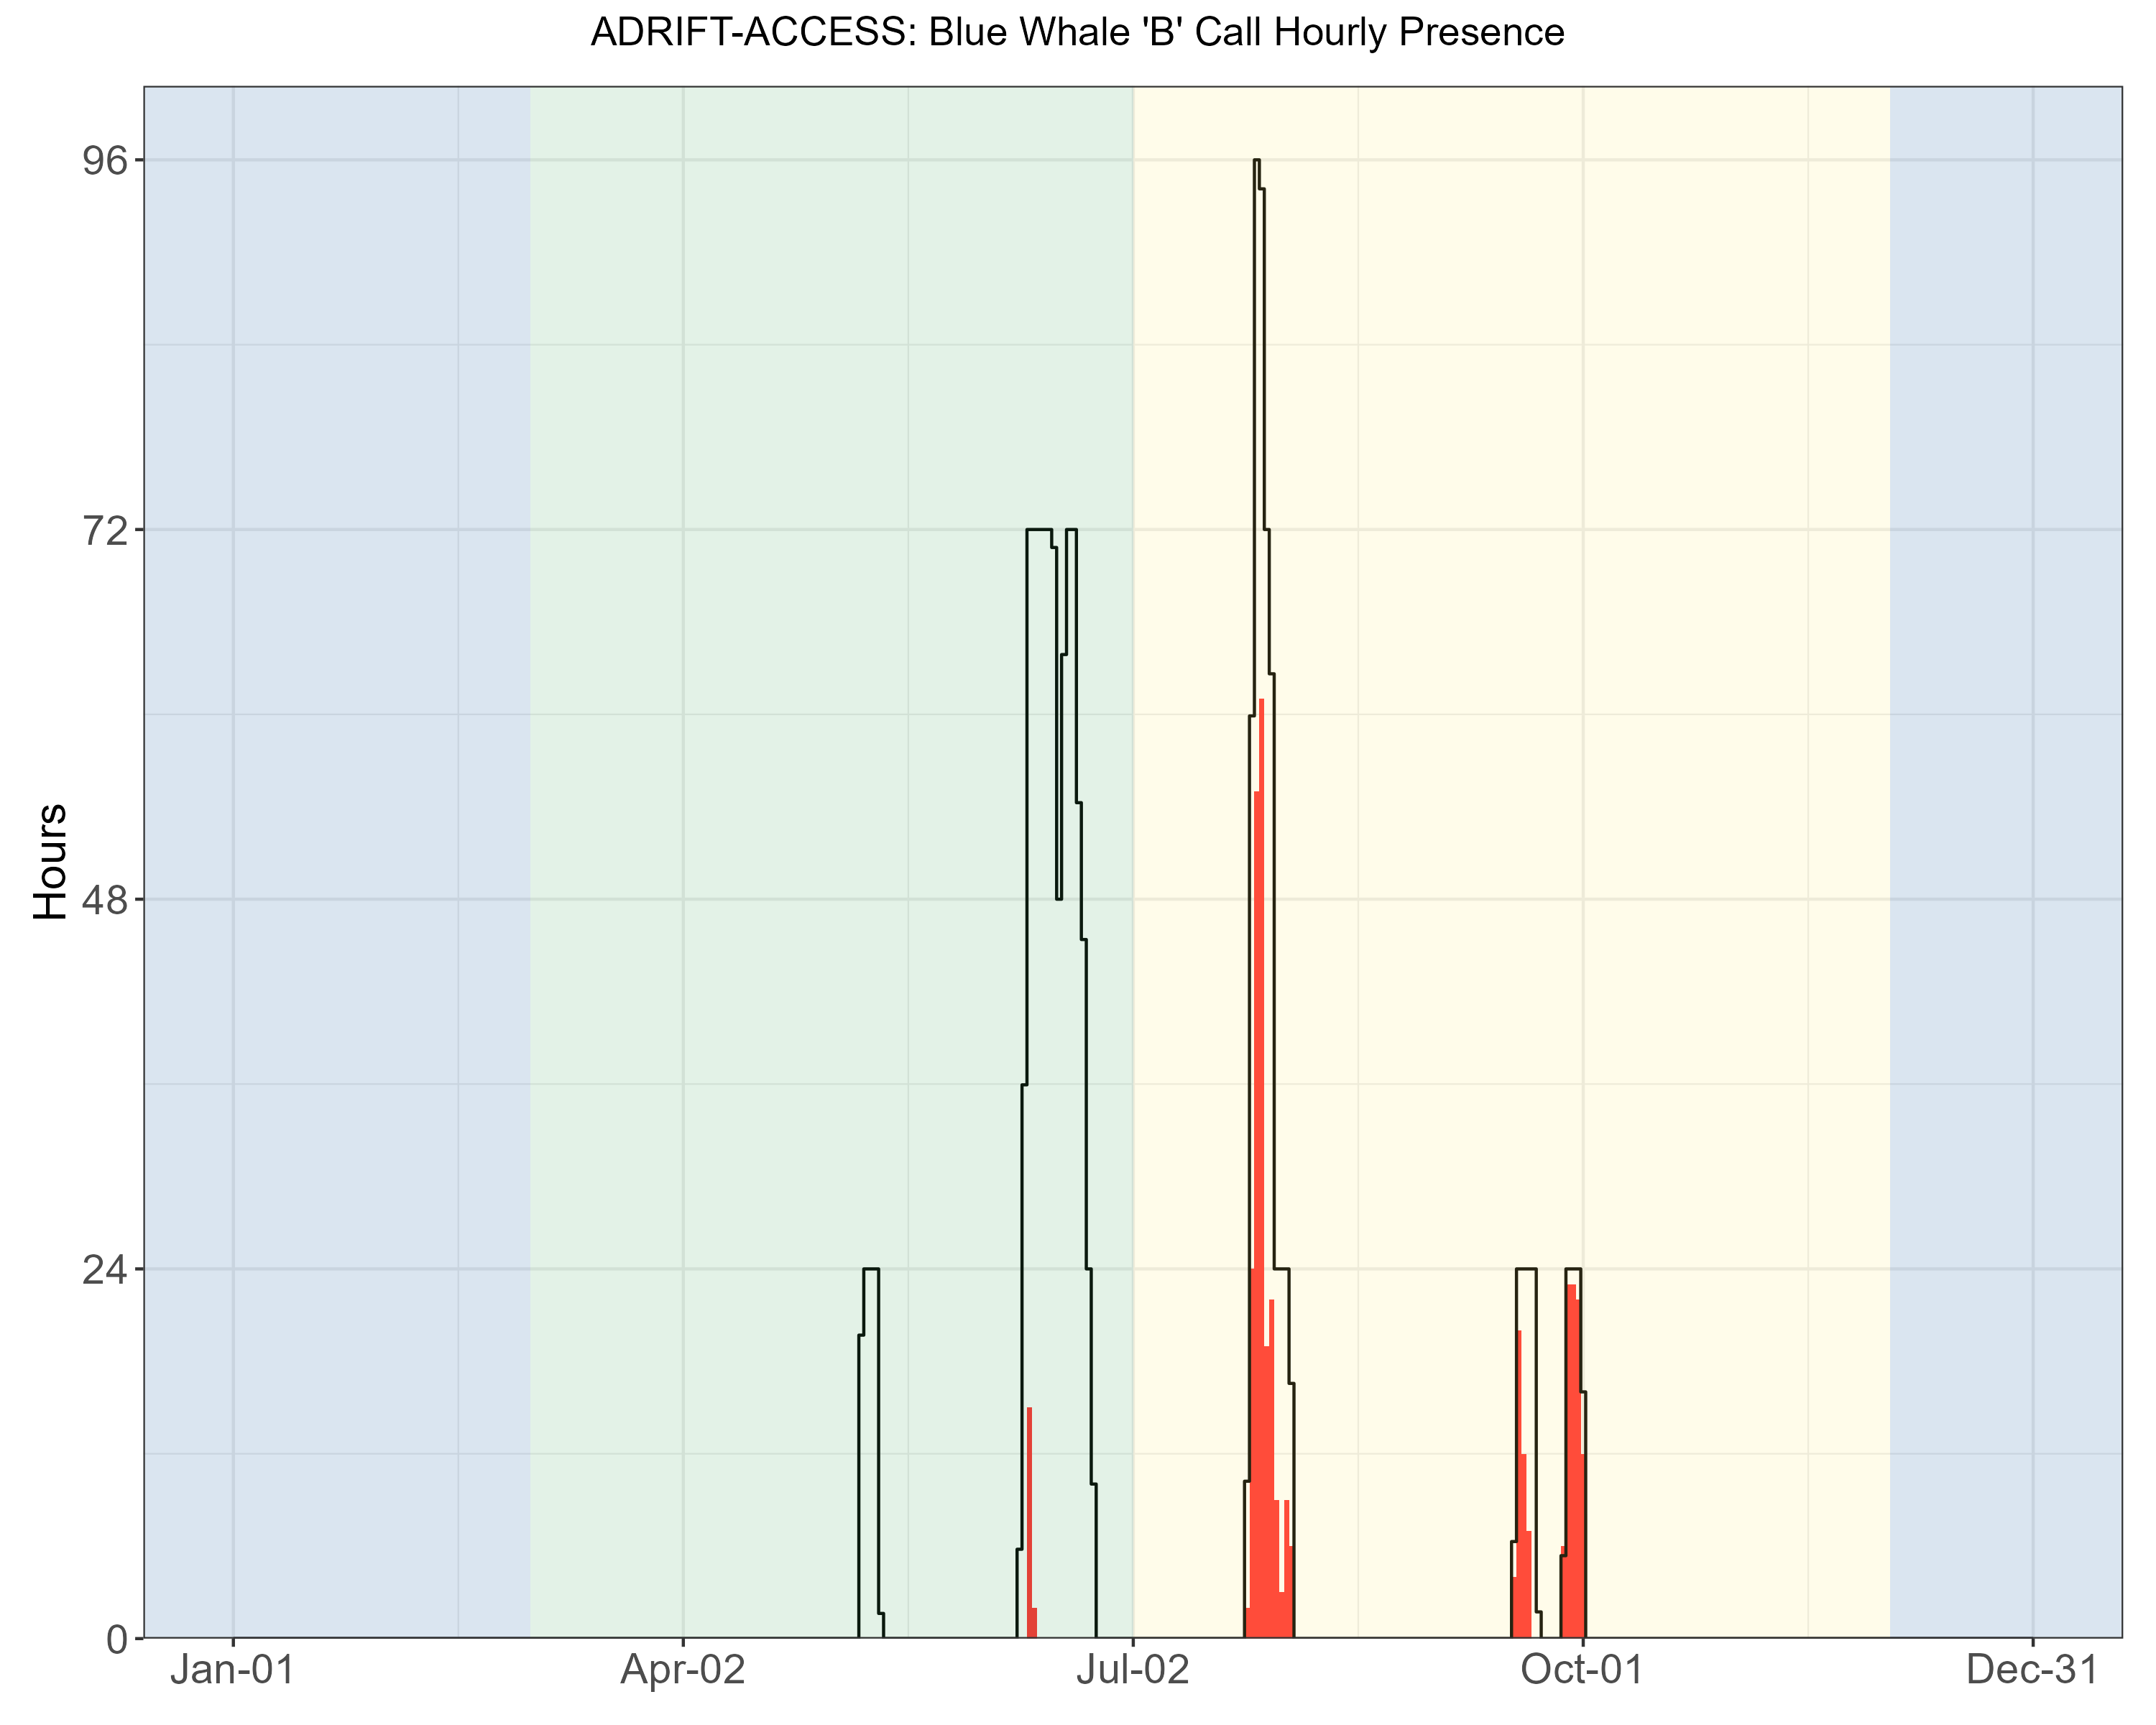 ADRIFT-ACCESS: Blue Whale 'B' Call Hourly Presence
96
72
48
24
0
Hours
Jan-01
Apr-02
Jul-02
Oct-01
Dec-31